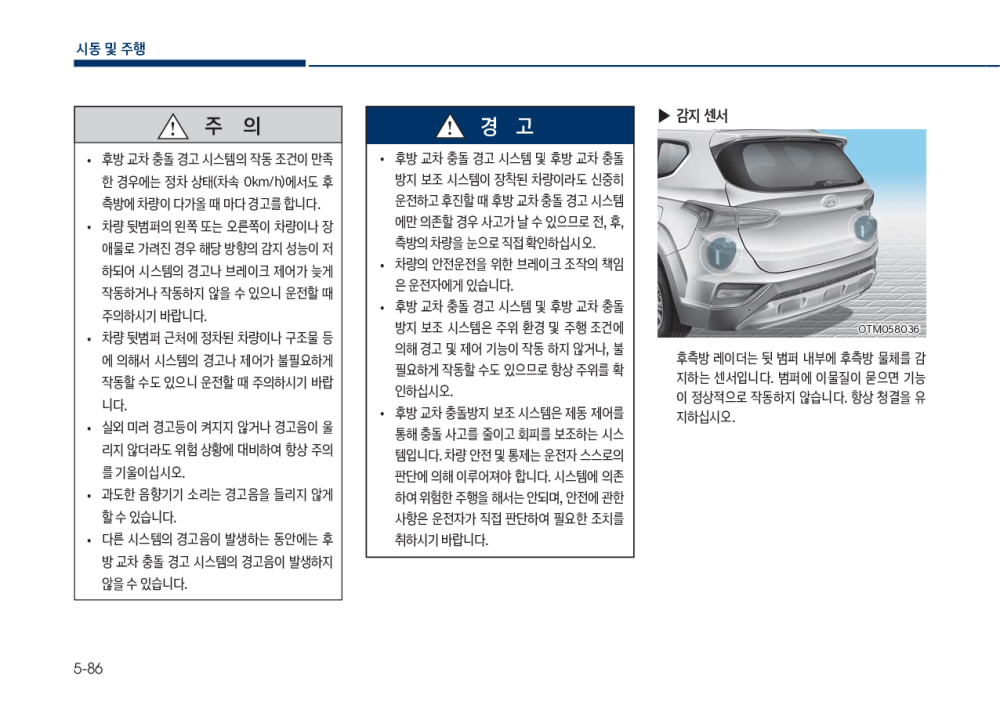 시동 및 주행
주 의
• 후방 교차 충돌 경고 시스템의 작동 조건이 만족
한 경우에는 정차 상태(차속 0km/h)에서도 후
측방에 차량이 다가올 때 마다 경고를 합니다.
• 차량 뒷범퍼의 왼쪽 또는 오른쪽이 차량이나 장
애물로 가려진 경우 해당 방향의 감지 성능이 저
하되어 시스템의 경고나 브레이크 제어가 늦게
작동하거나 작동하지 않을 수 있으니 운전할 때
주의하시기 바랍니다.
• 차량 뒷범퍼 근처에 정차된 차량이나 구조물 등
에 의해서 시스템의 경고나 제어가 불필요하게
작동할 수도 있으니 운전할 때 주의하시기 바랍
니다.
• 실외 미러 경고등이 켜지지 않거나 경고음이 울
리지 않더라도 위험 상황에 대비하여 항상 주의
를 기울이십시오.
• 과도한 음향기기 소리는 경고음을 들리지 않게
할 수 있습니다.
• 다른 시스템의 경고음이 발생하는 동안에는 후
방 교차 충돌 경고 시스템의 경고음이 발생하지
않을 수 있습니다.
경 고
• 후방 교차 충돌 경고 시스템 및 후방 교차 충돌
방지 보조 시스템이 장착된 차량이라도 신중히
운전하고 후진할 때 후방 교차 충돌 경고 시스템
에만 의존할 경우 사고가 날 수 있으므로 전, 후,
측방의 차량을 눈으로 직접 확인하십시오.
• 차량의 안전운전을 위한 브레이크 조작의 책임
은 운전자에게 있습니다.
• 후방 교차 충돌 경고 시스템 및 후방 교차 충돌
방지 보조 시스템은 주위 환경 및 주행 조건에
의해 경고 및 제어 기능이 작동 하지 않거나, 불
필요하게 작동할 수도 있으므로 항상 주위를 확
인하십시오.
• 후방 교차 충돌방지 보조 시스템은 제동 제어를
통해 충돌 사고를 줄이고 회피를 보조하는 시스
템입니다. 차량 안전 및 통제는 운전자 스스로의
판단에 의해 이루어져야 합니다. 시스템에 의존
하여 위험한 주행을 해서는 안되며, 안전에 관한
사항은 운전자가 직접 판단하여 필요한 조치를
취하시기 바랍니다.
▶ 감지 센서
OTM058036
후측방 레이더는 뒷 범퍼 내부에 후측방 물체를 감
지하는 센서입니다. 범퍼에 이물질이 묻으면 기능
이 정상적으로 작동하지 않습니다. 항상 청결을 유
지하십시오.
5-86